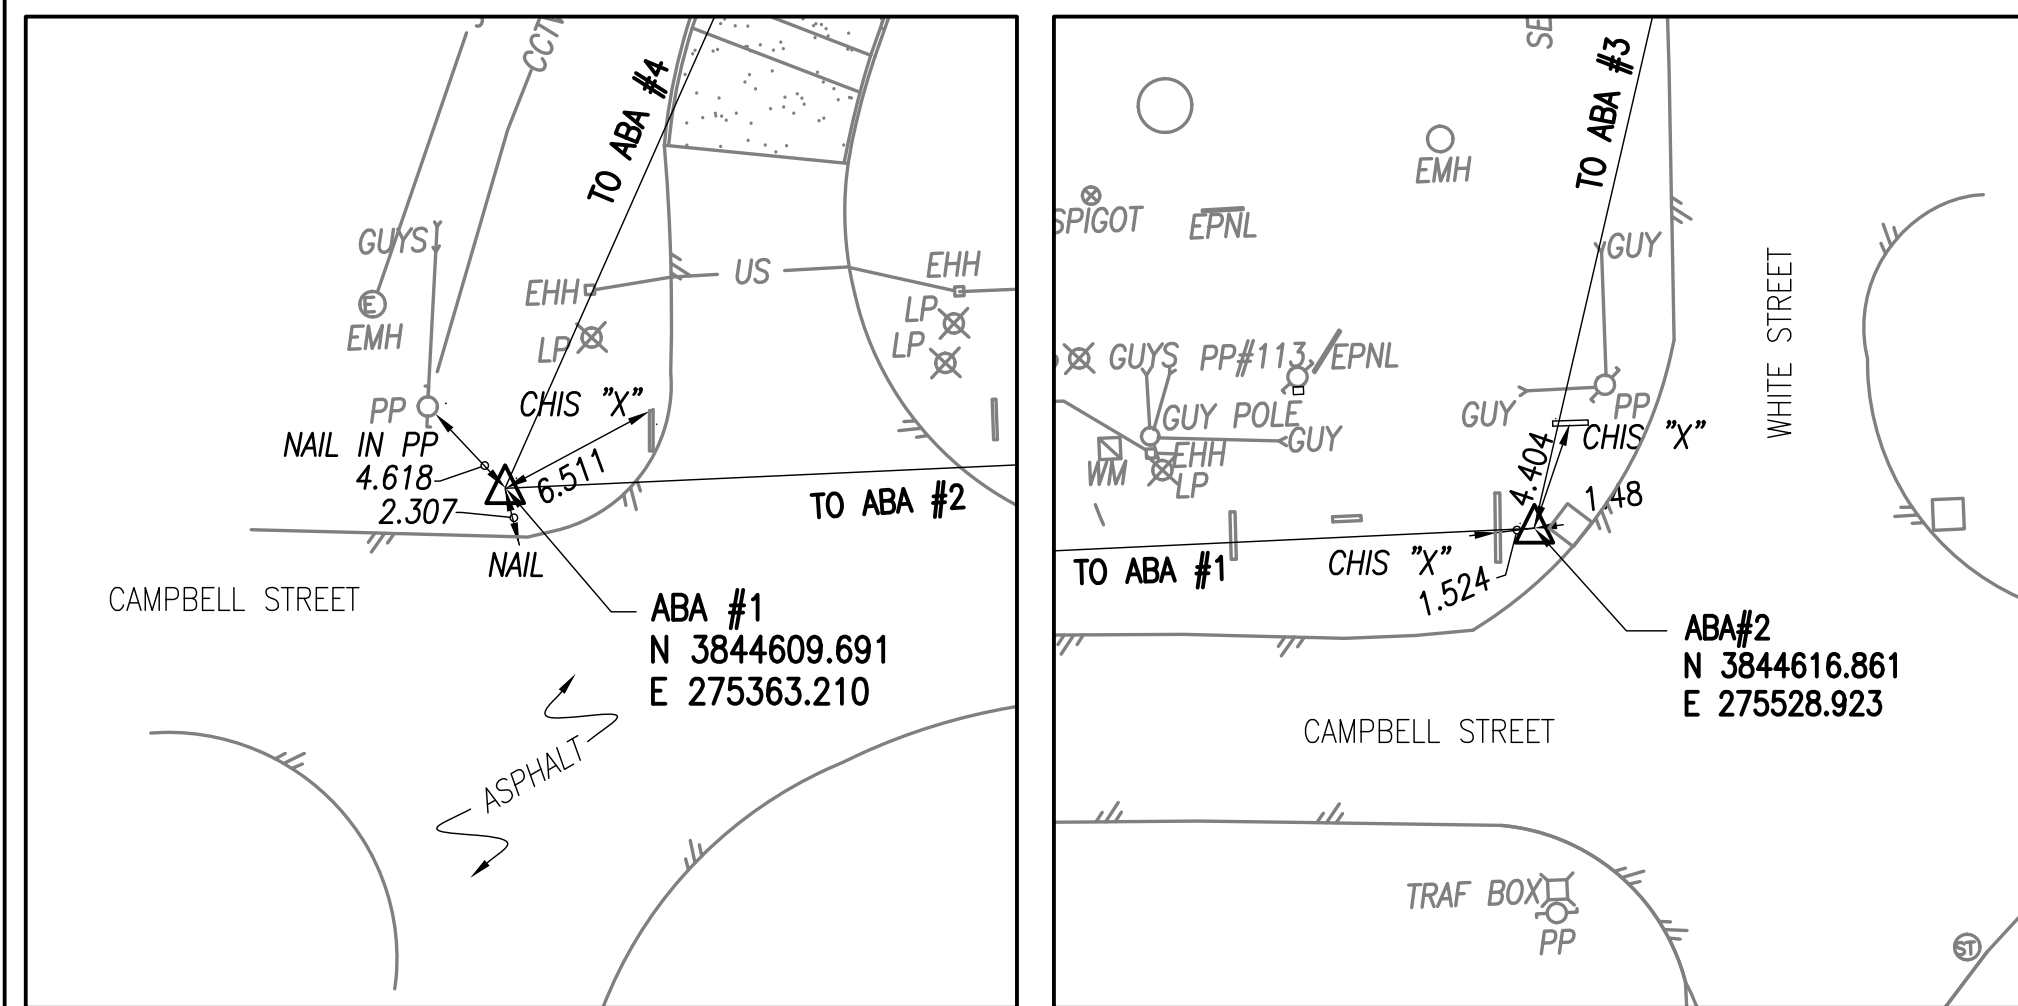 TO ABA #4
GUYS
EHH
US
EHH
LP
E
EMH
LP
LP
PP
CHIS "X"
NAIL IN PP
4.618
6.511
2.307
TO ABA #2
NAIL
CAMPBELL STREET
ABA #1
N 3844609.691
E 275363.210
ASPHALT
TO ABA #3
EMH
SPIGOT
EPNL
GUY
WHITE STREET
GUYS
PP#113
EPNL
PP
GUY
GUY POLE
CHIS "X"
GUY
EHH
WM
LP
4.404
TO ABA #1
CHIS "X"
1.524
ABA#2
N 3844616.861
E 275528.923
CAMPBELL STREET
TRAF BOX
PP
ST